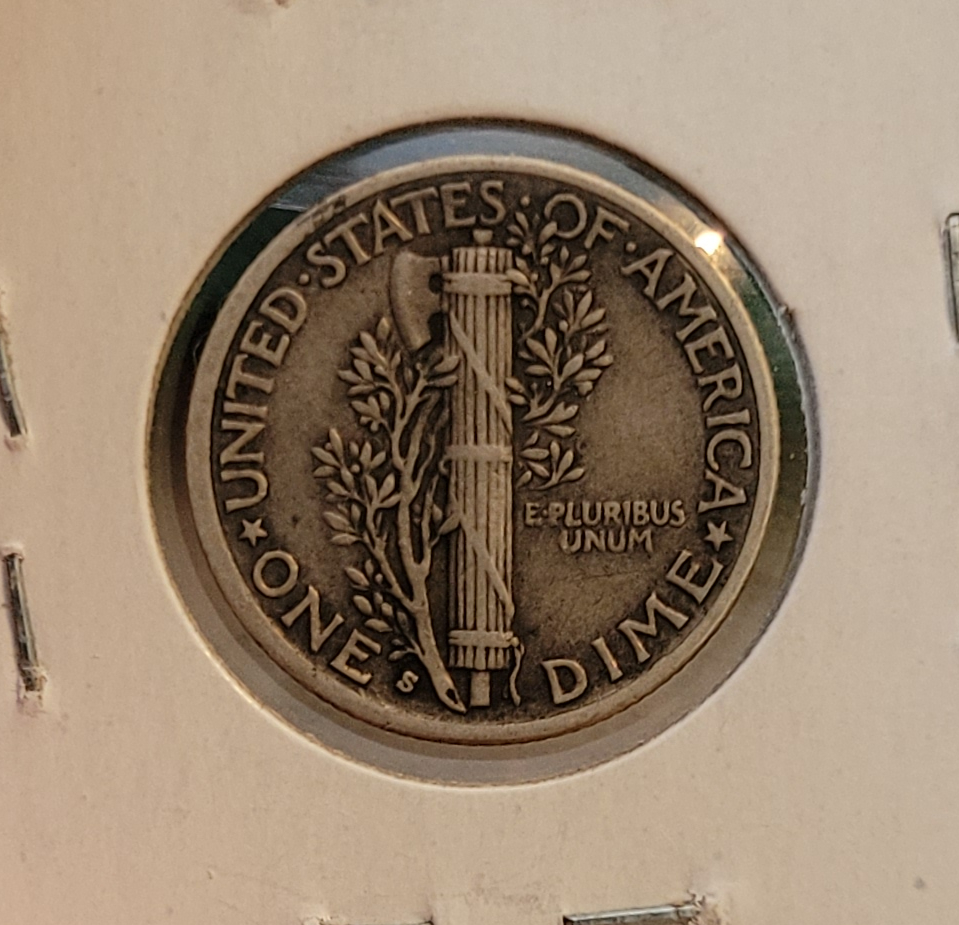 UNITED·STATES·OF·AMERICA
E·PLURIBUS
UNUM
ONE DIME
S